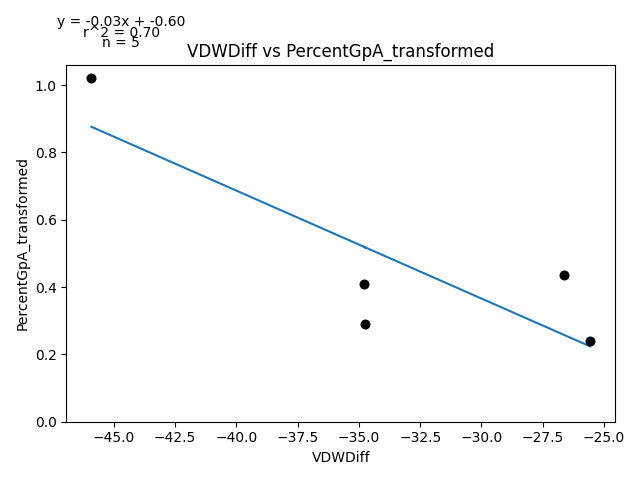 y = -0.03x + -0.60
r^2 = 0.70
n = 5
VDWDiff vs PercentGpA_transformed
1.0
0.8
0.6
0.4
0.2
0.0
PercentGpA_transformed
−45.0 −42.5 −40.0 −37.5 −35.0 −32.5 −30.0 −27.5 −25.0
VDWDiff